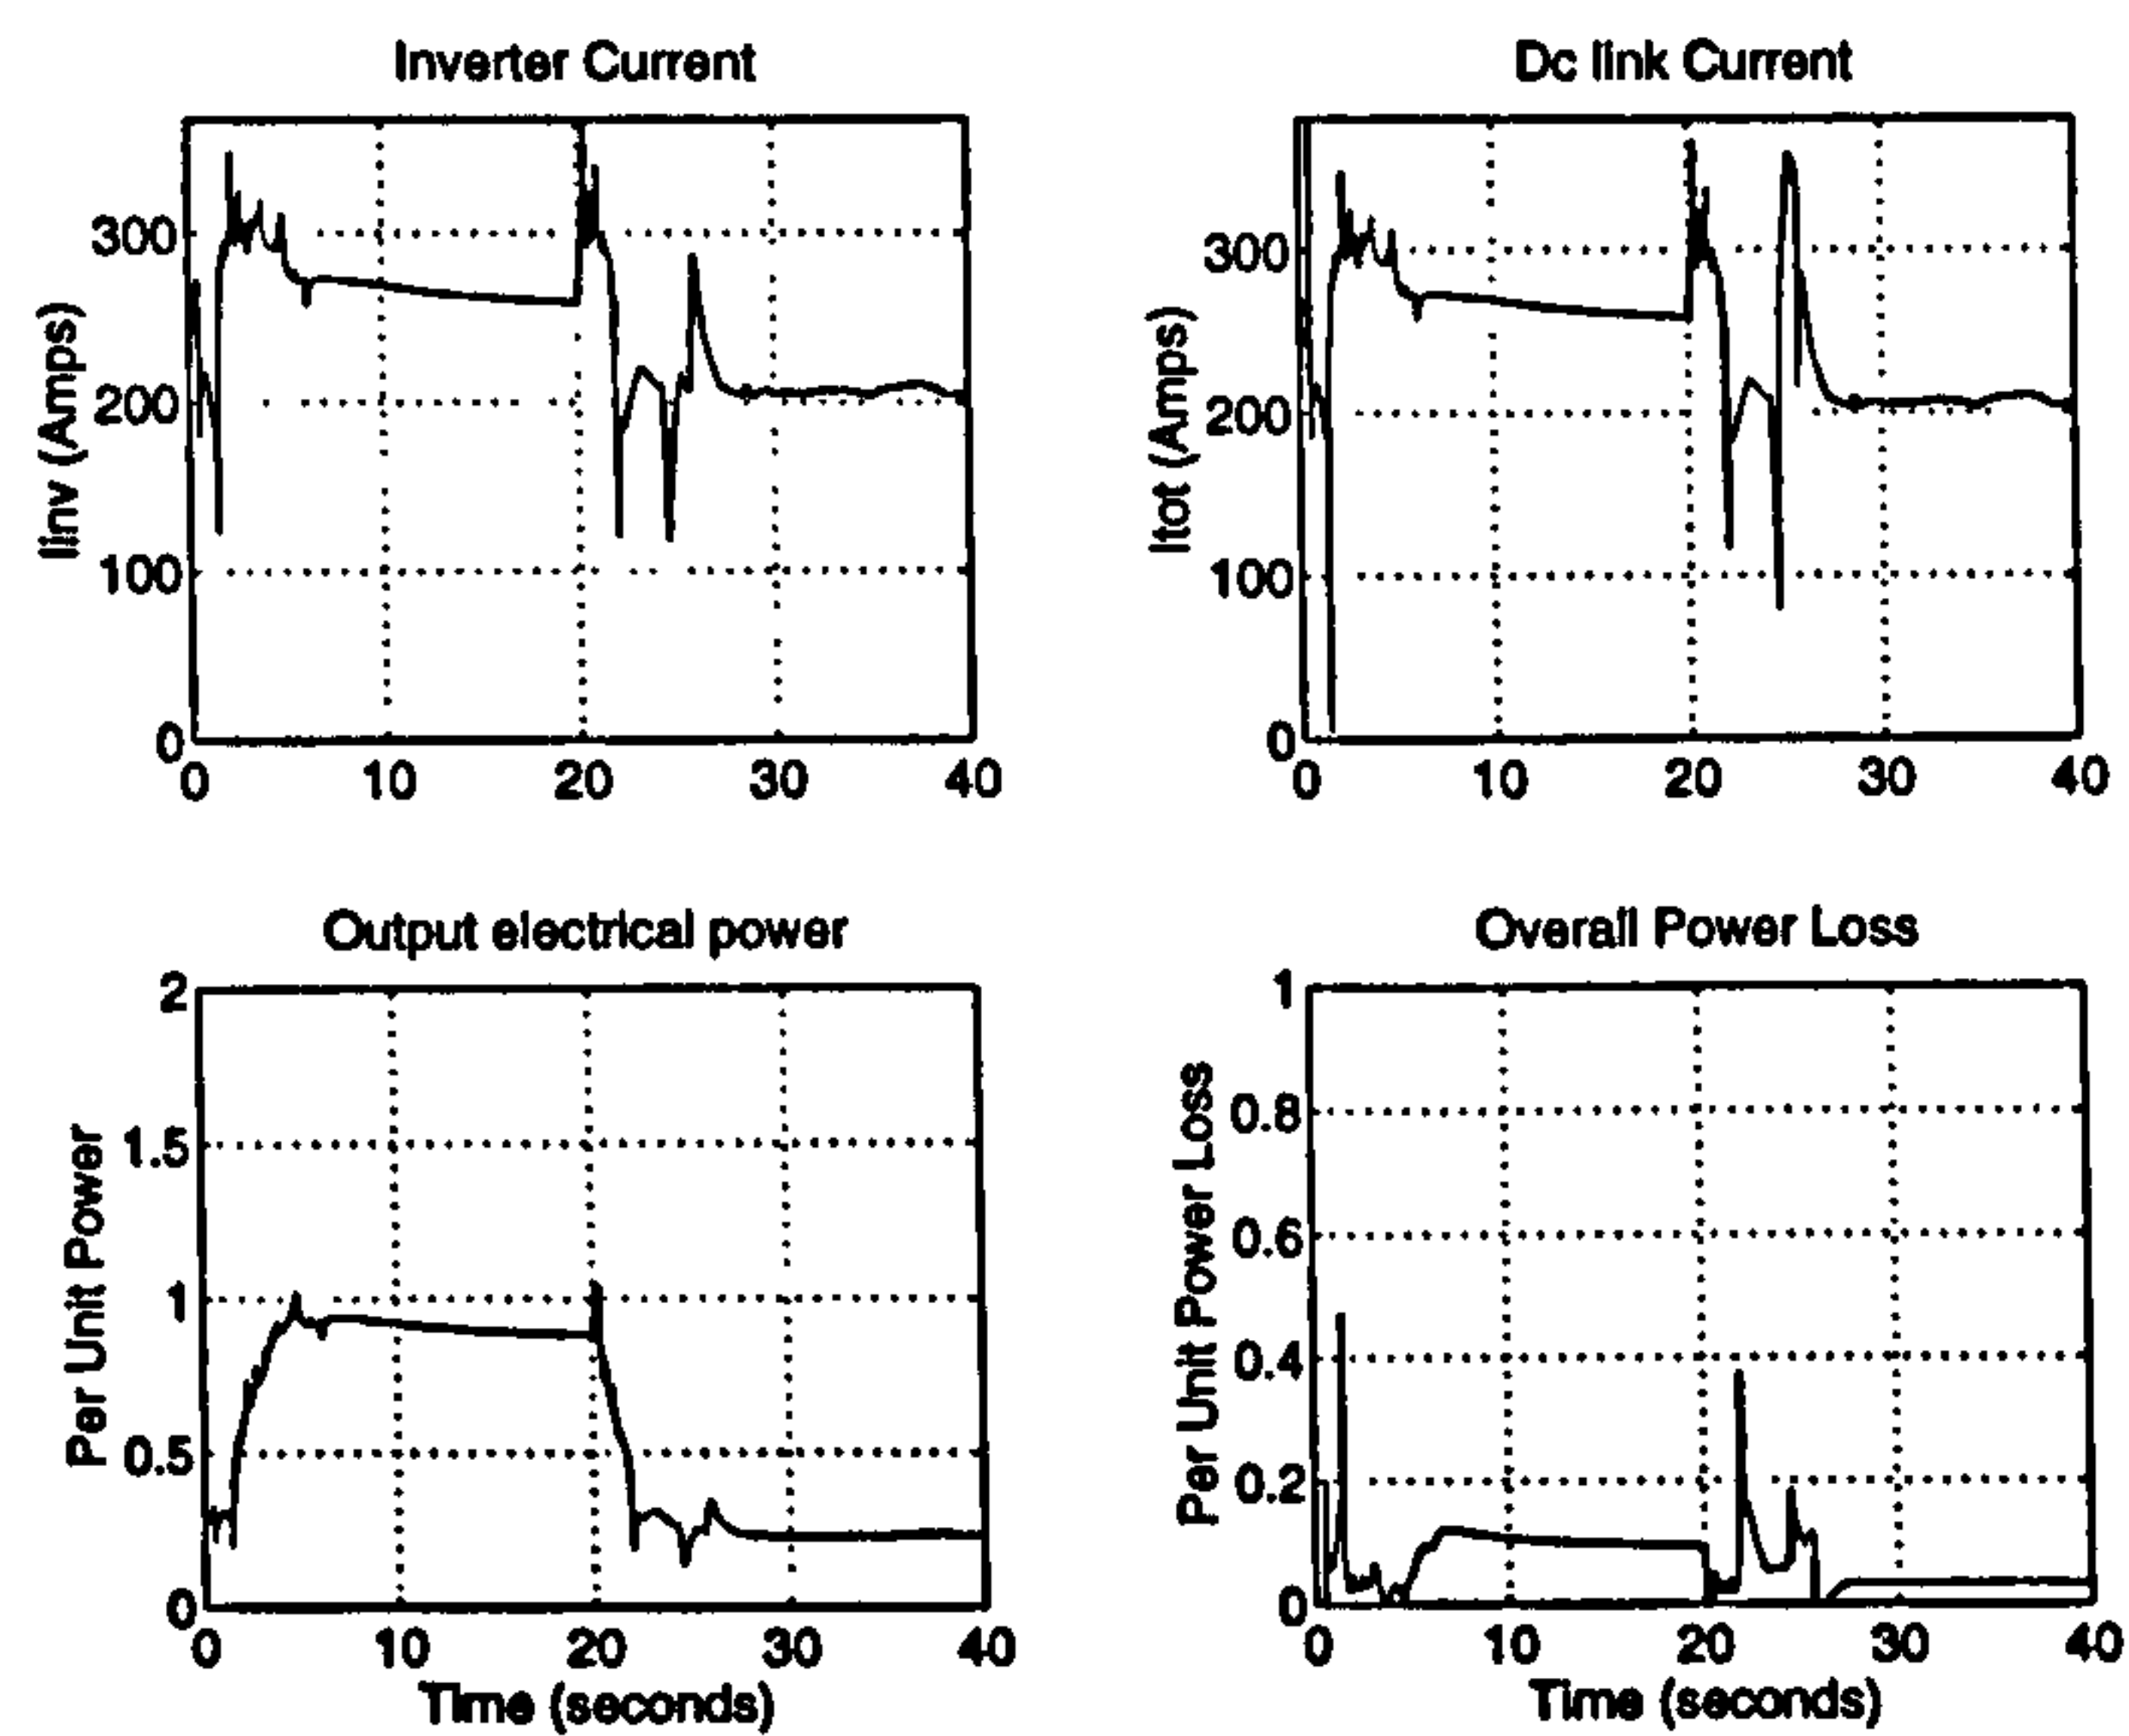 Inverter Current
Iinv (Amps)
300
200
100
0
0 10 20 30 40
Dc link Current
Itot (Amps)
300
200
100
0
0 10 20 30 40
Output electrical power
Per Unit Power
2
1.5
1
0.5
0
0 10 20 30 40
Time (seconds)
Overall Power Loss
Per Unit Power Loss
1
0.8
0.6
0.4
0.2
0
0 10 20 30 40
Time (seconds)